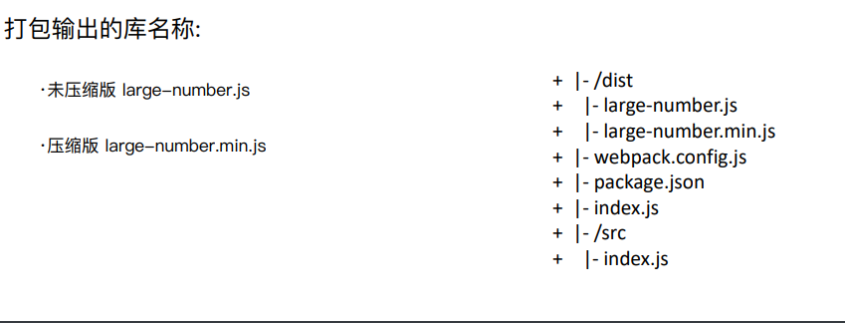 打包输出的库名称:
·未压缩版 large-number.js
·压缩版 large-number.min.js
+ |- /dist
+ |- large-number.js
+ |- large-number.min.js
+ |- webpack.config.js
+ |- package.json
+ |- index.js
+ |- /src
+ |- index.js